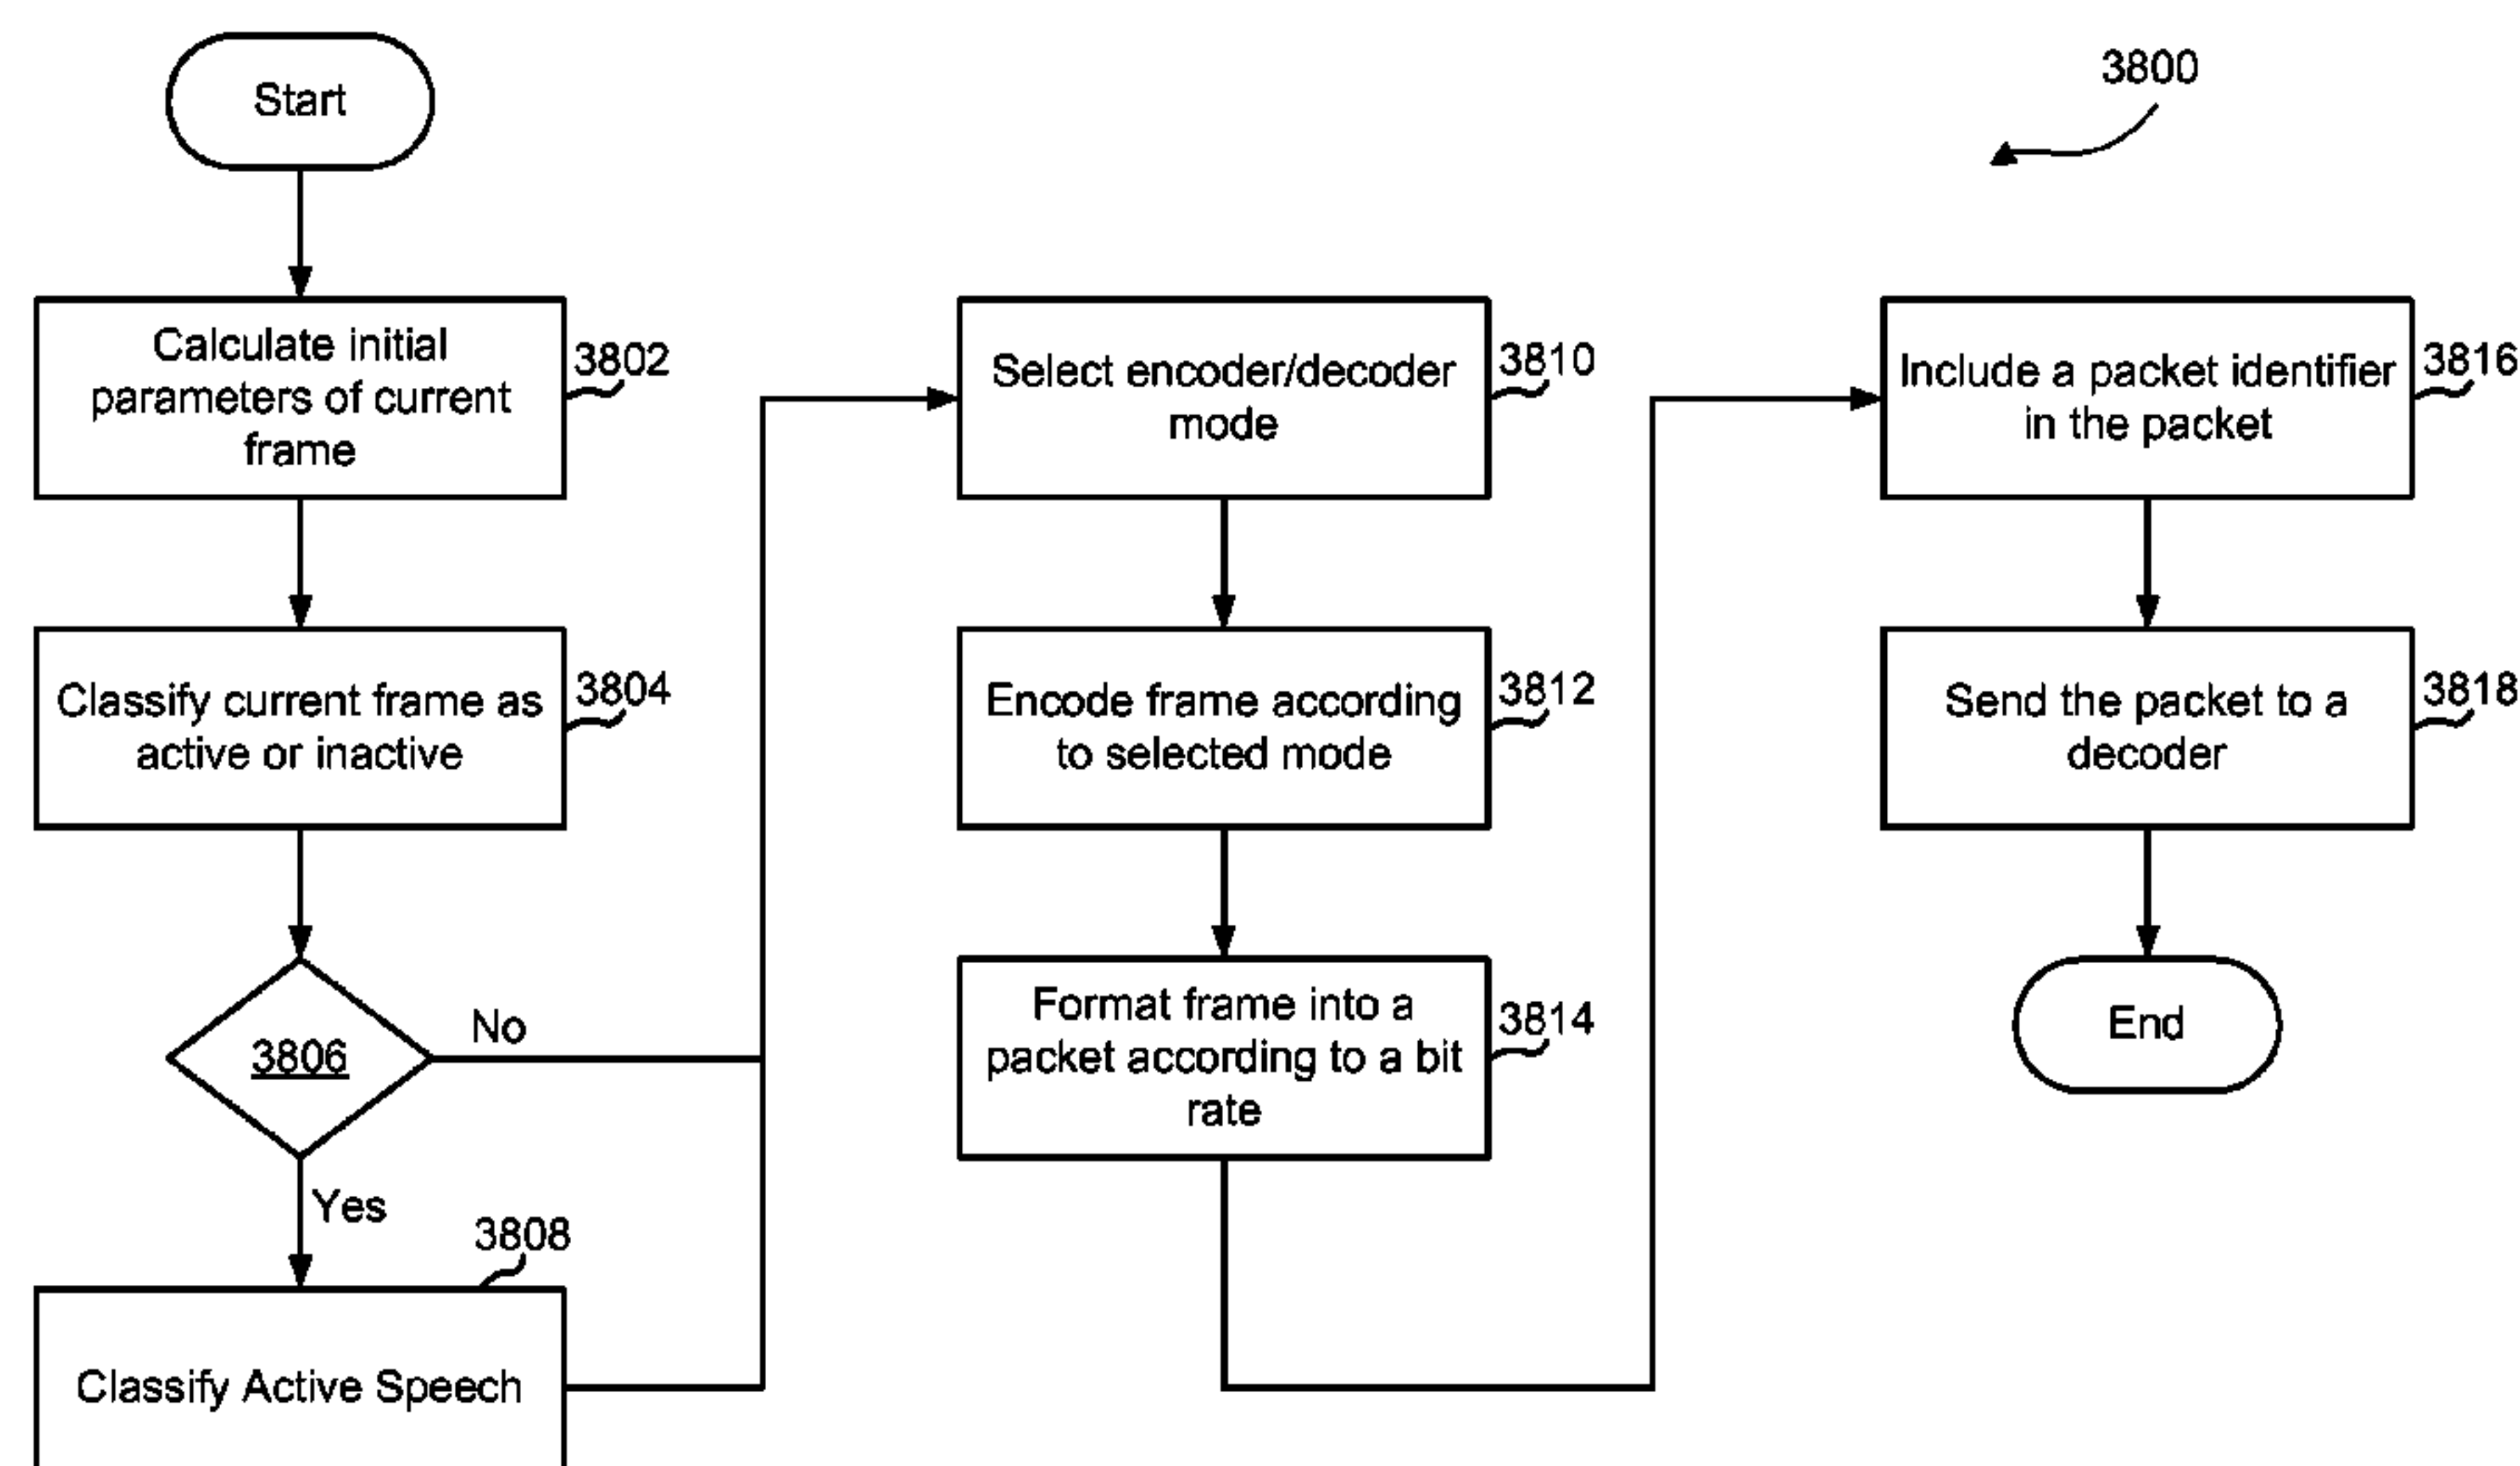 Start
3800
Calculate initial
parameters of current
frame
3802
Classify current frame as
active or inactive
3804
3806
No
Yes
3808
Classify Active Speech
Select encoder/decoder
mode
3810
Encode frame according
to selected mode
3812
Format frame into a
packet according to a bit
rate
3814
Include a packet identifier
in the packet
3816
Send the packet to a
decoder
3818
End